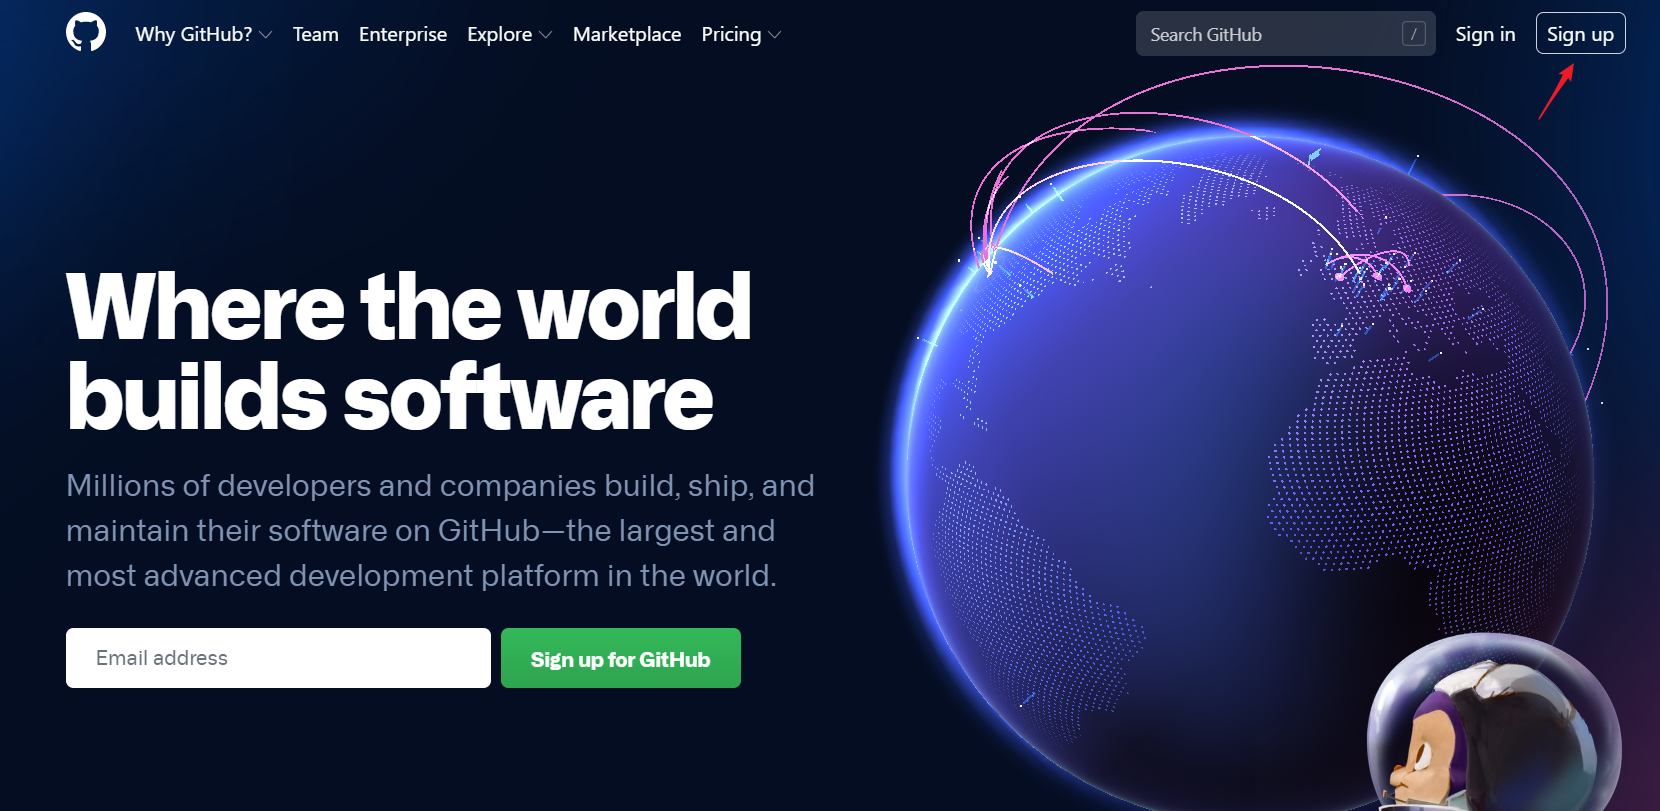 Why GitHub? Team Enterprise Explore Marketplace Pricing Search GitHub / Sign in Sign up
Where the world
builds software
Millions of developers and companies build, ship, and
maintain their software on GitHub—the largest and
most advanced development platform in the world.
Email address Sign up for GitHub